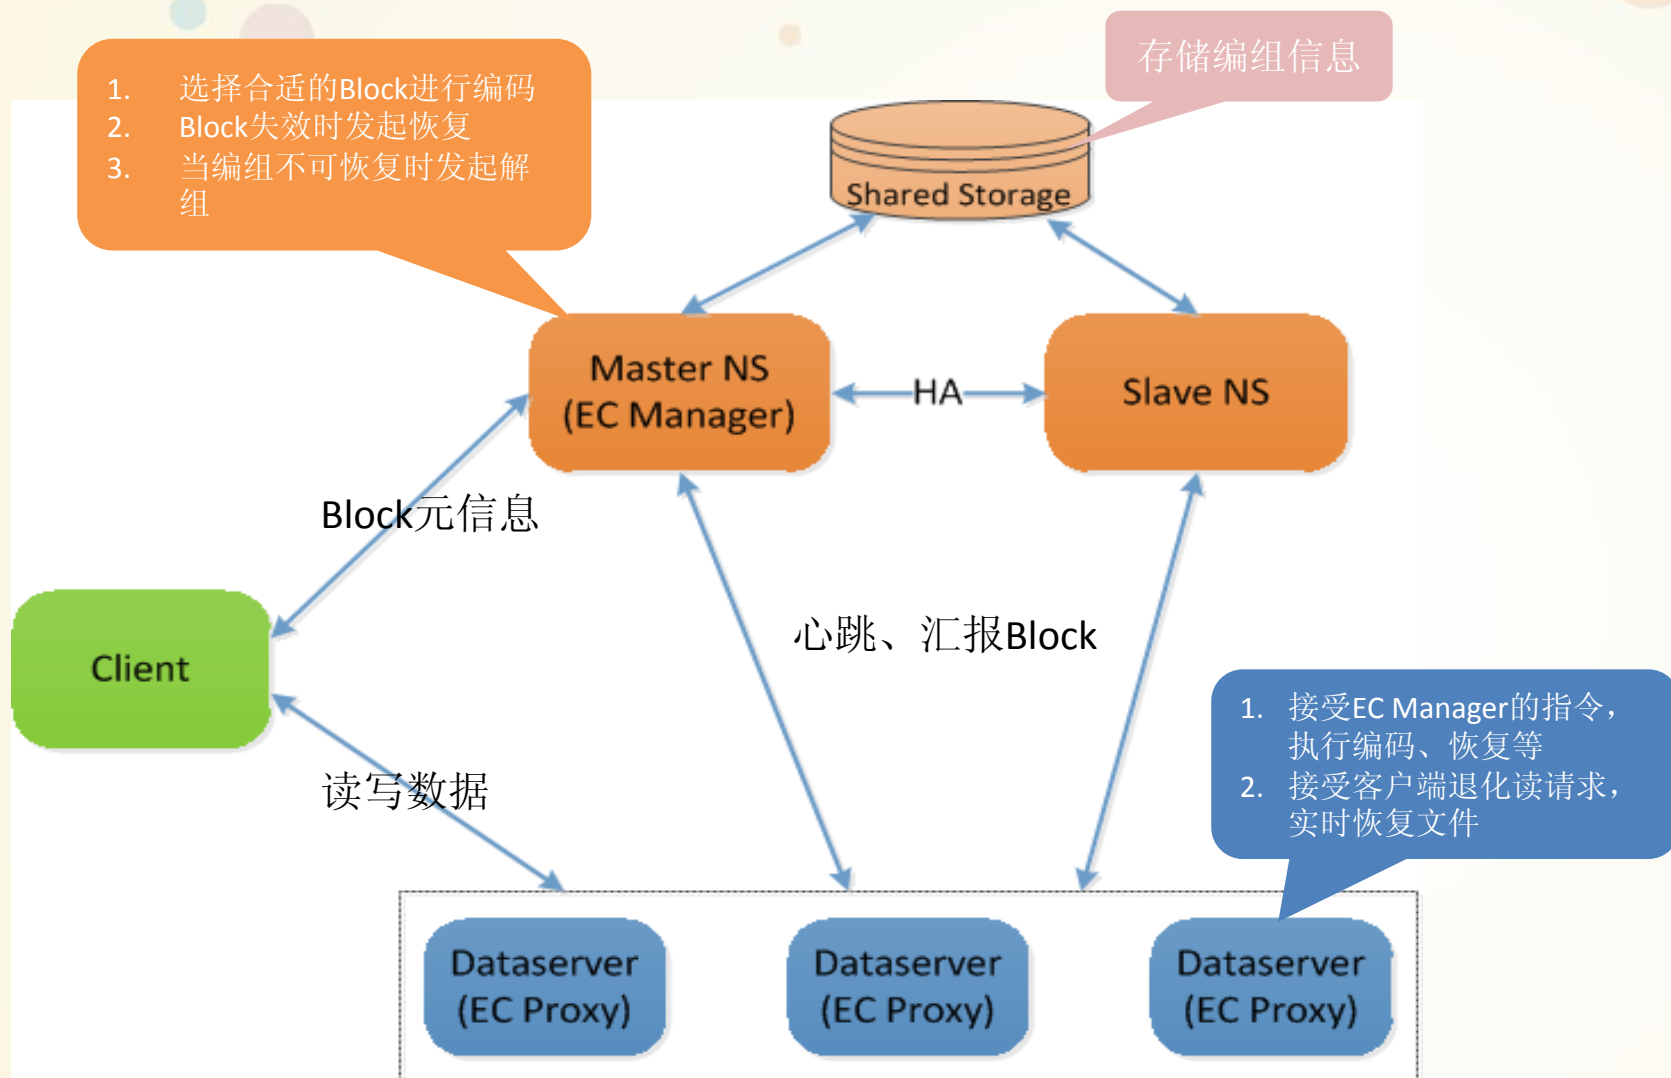 存储编组信息
1. 选择合适的Block进行编码
2. Block失效时发起恢复
3. 当编组不可恢复时发起解
组
Shared Storage
Master NS
(EC Manager)
HA
Slave NS
Block元信息
心跳、汇报Block
Client
读写数据
1. 接受EC Manager的指令,
执行编码、恢复等
2. 接受客户端退化读请求,
实时恢复文件
Dataserver
(EC Proxy)
Dataserver
(EC Proxy)
Dataserver
(EC Proxy)